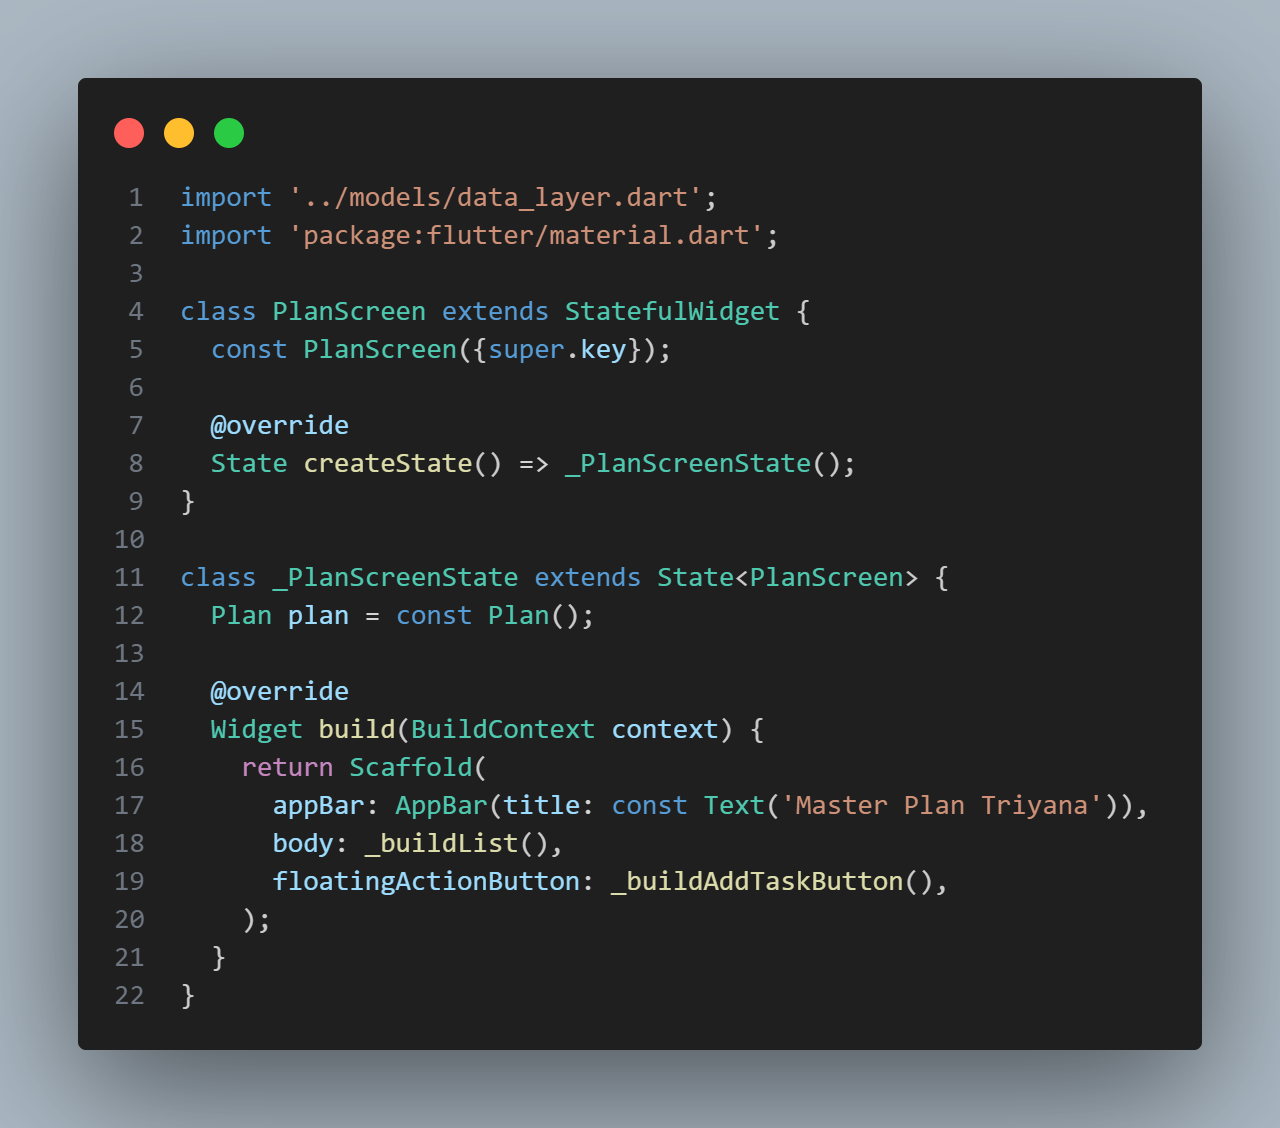 1 import '../models/data_layer.dart';
2 import 'package:flutter/material.dart';
3
4 class PlanScreen extends StatefulWidget {
5   const PlanScreen({super.key});
6
7   @override
8   State createState() => _PlanScreenState();
9 }
10
11 class _PlanScreenState extends State<PlanScreen> {
12   Plan plan = const Plan();
13
14   @override
15   Widget build(BuildContext context) {
16     return Scaffold(
17       appBar: AppBar(title: const Text('Master Plan Triyana')),
18       body: _buildList(),
19       floatingActionButton: _buildAddTaskButton(),
20     );
21   }
22 }